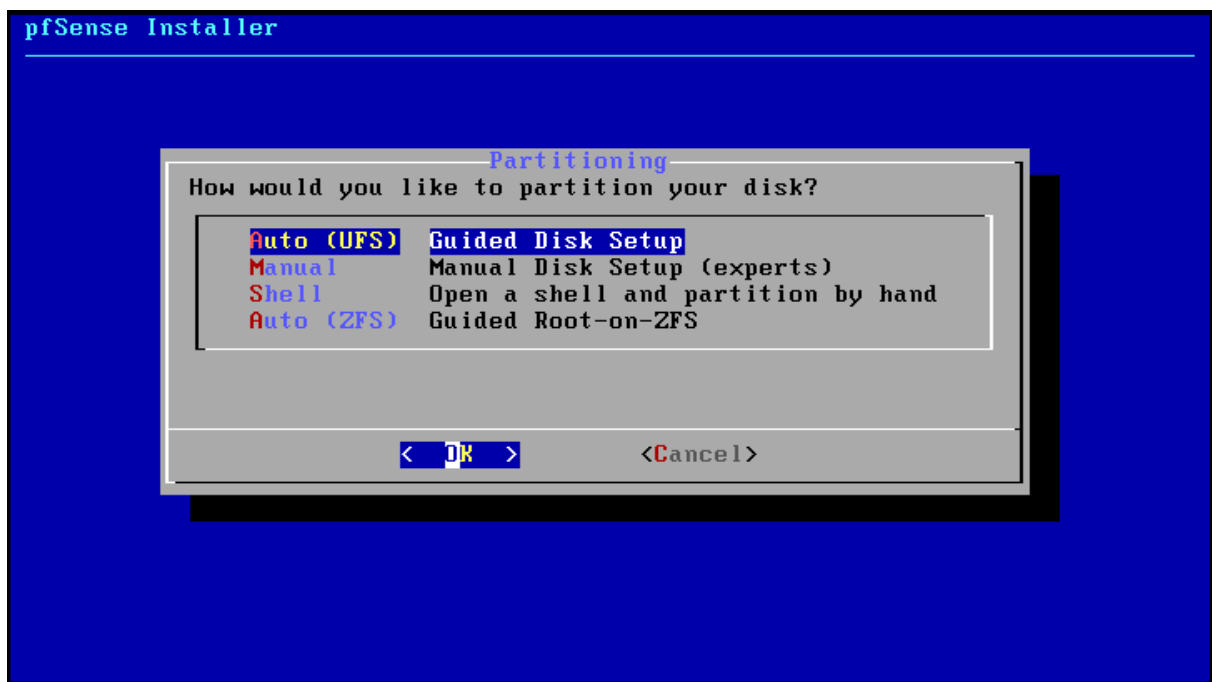 pfSense Installer
Partitioning
How would you like to partition your disk?
Auto (UFS) Guided Disk Setup
Manual Manual Disk Setup (experts)
Shell Open a shell and partition by hand
Auto (ZFS) Guided Root-on-ZFS
< OK > <Cancel>